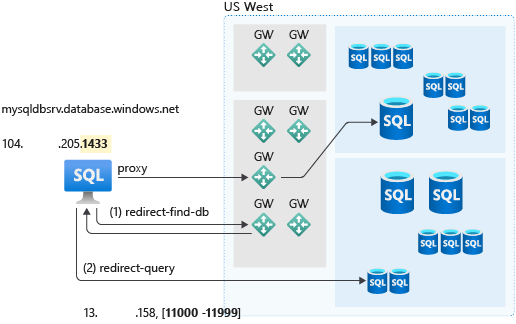 US West
GW GW
SQL SQL SQL
SQL SQL
mysqldbsrv.database.windows.net
GW GW
SQL
SQL SQL
104. .205.1433
GW
SQL
proxy
SQL SQL
GW GW
(1) redirect-find-db
SQL SQL SQL
(2) redirect-query
SQL SQL
13. .158, [11000 -11999]